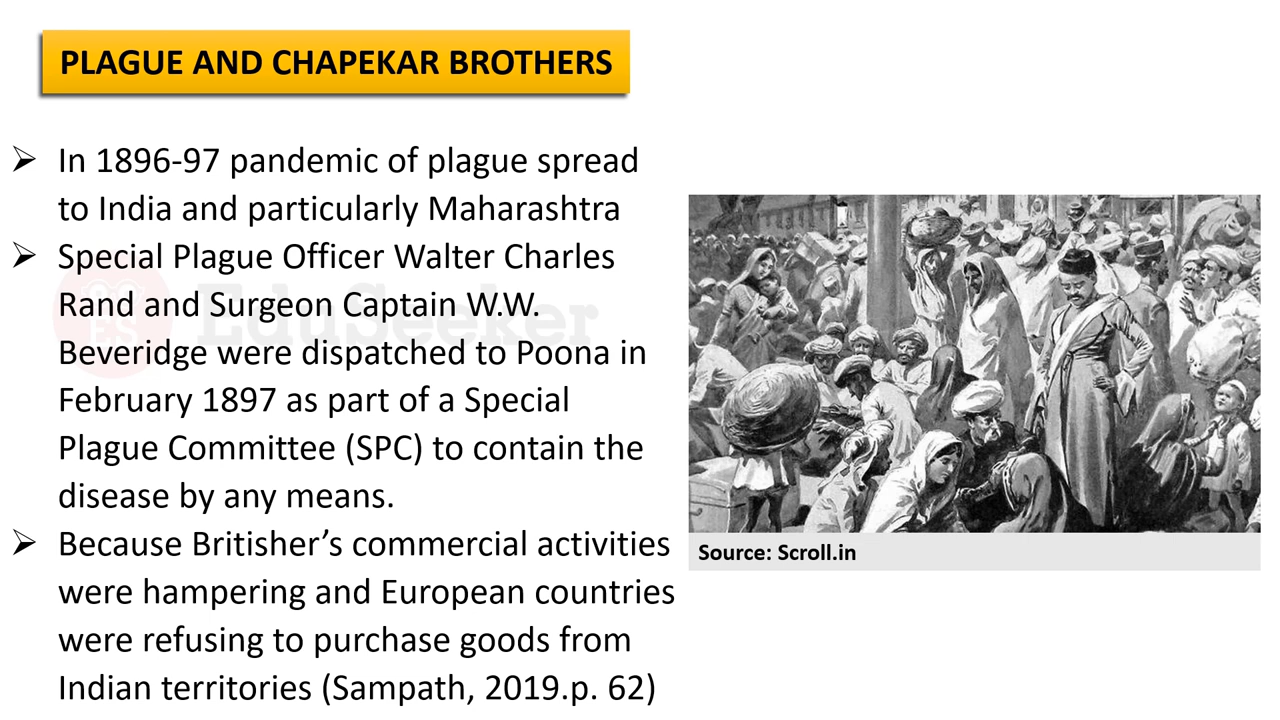 PLAGUE AND CHAPEKAR BROTHERS
➢ In 1896-97 pandemic of plague spread
to India and particularly Maharashtra
➢ Special Plague Officer Walter Charles
Rand and Surgeon Captain W.W.
Beveridge were dispatched to Poona in
February 1897 as part of a Special
Plague Committee (SPC) to contain the
disease by any means.
➢ Because Britisher’s commercial activities
were hampering and European countries
were refusing to purchase goods from
Indian territories (Sampath, 2019.p. 62)
ES EduSeeker
Source: Scroll.in